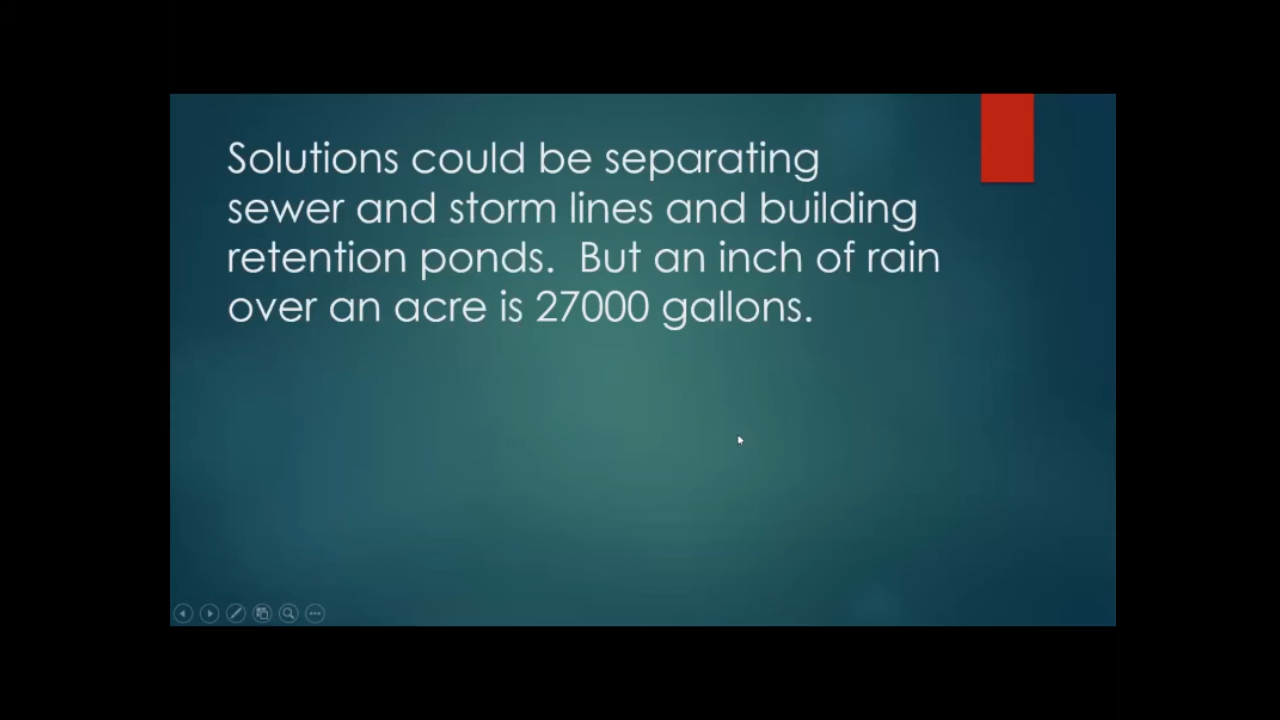 Solutions could be separating
sewer and storm lines and building
retention ponds.  But an inch of rain
over an acre is 27000 gallons.